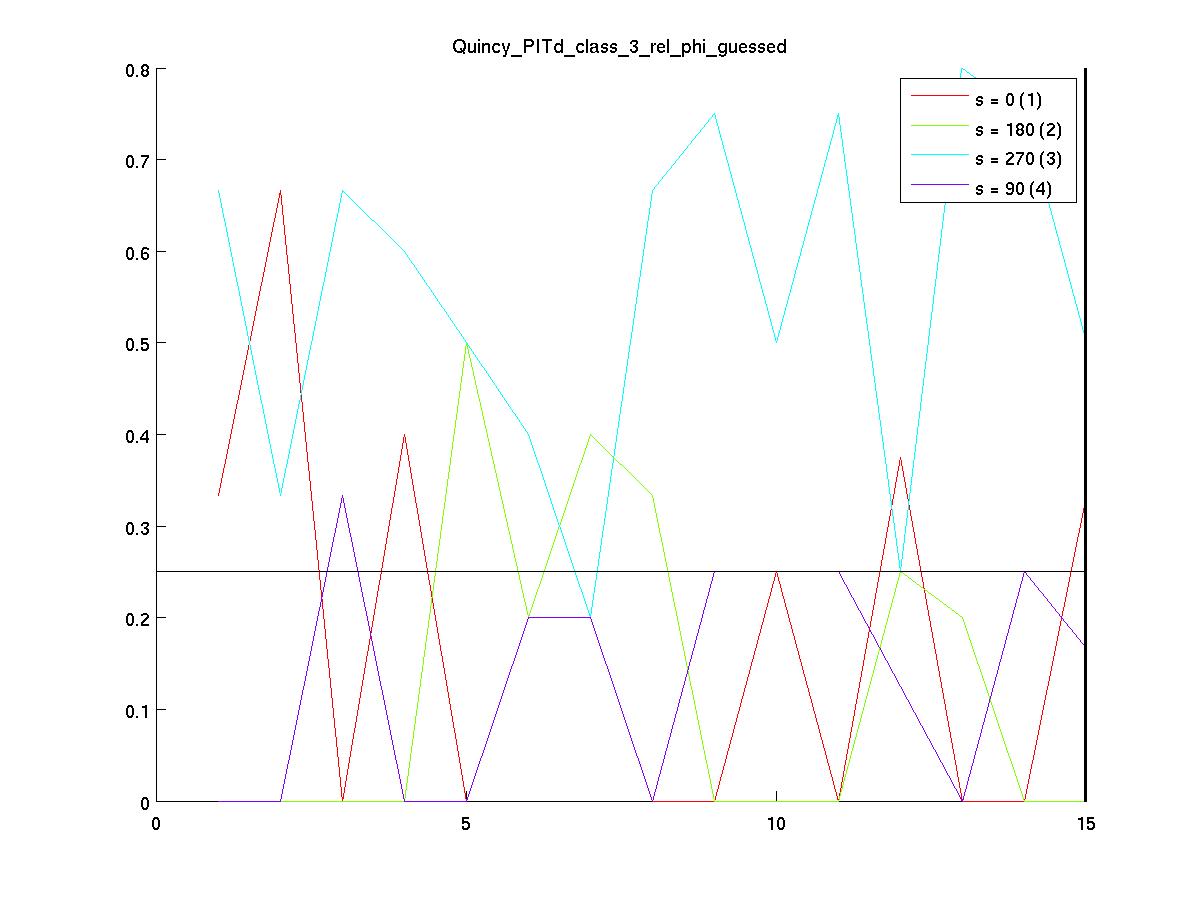 Quincy_PITd_class_3_rel_phi_guessed
0.8
s = 0 (1)
s = 180 (2)
s = 270 (3)
s = 90 (4)
0.7
0.6
0.5
0.4
0.3
0.2
0.1
0
0 5 10 15